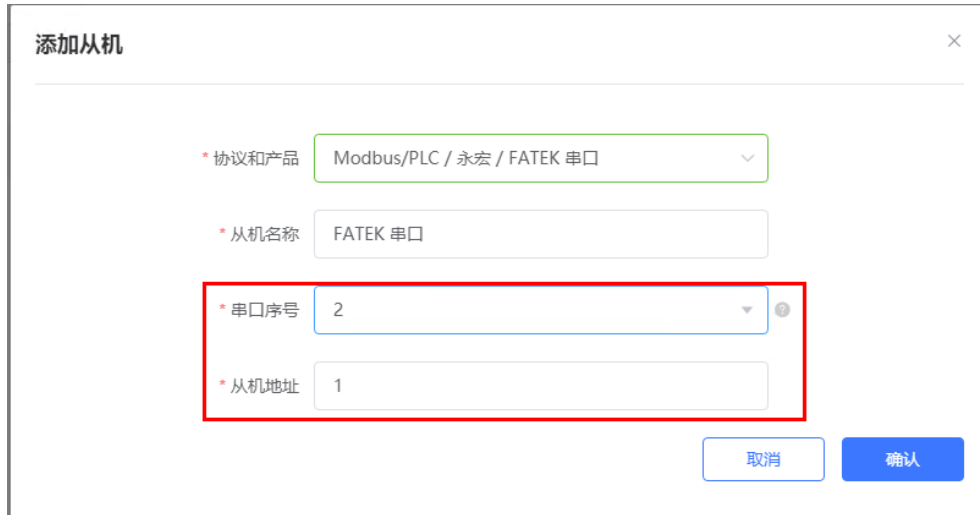 添加从机
* 协议和产品 Modbus/PLC / 永宏 / FATEK 串口
* 从机名称 FATEK 串口
* 串口序号 2
* 从机地址 1
取消 确认